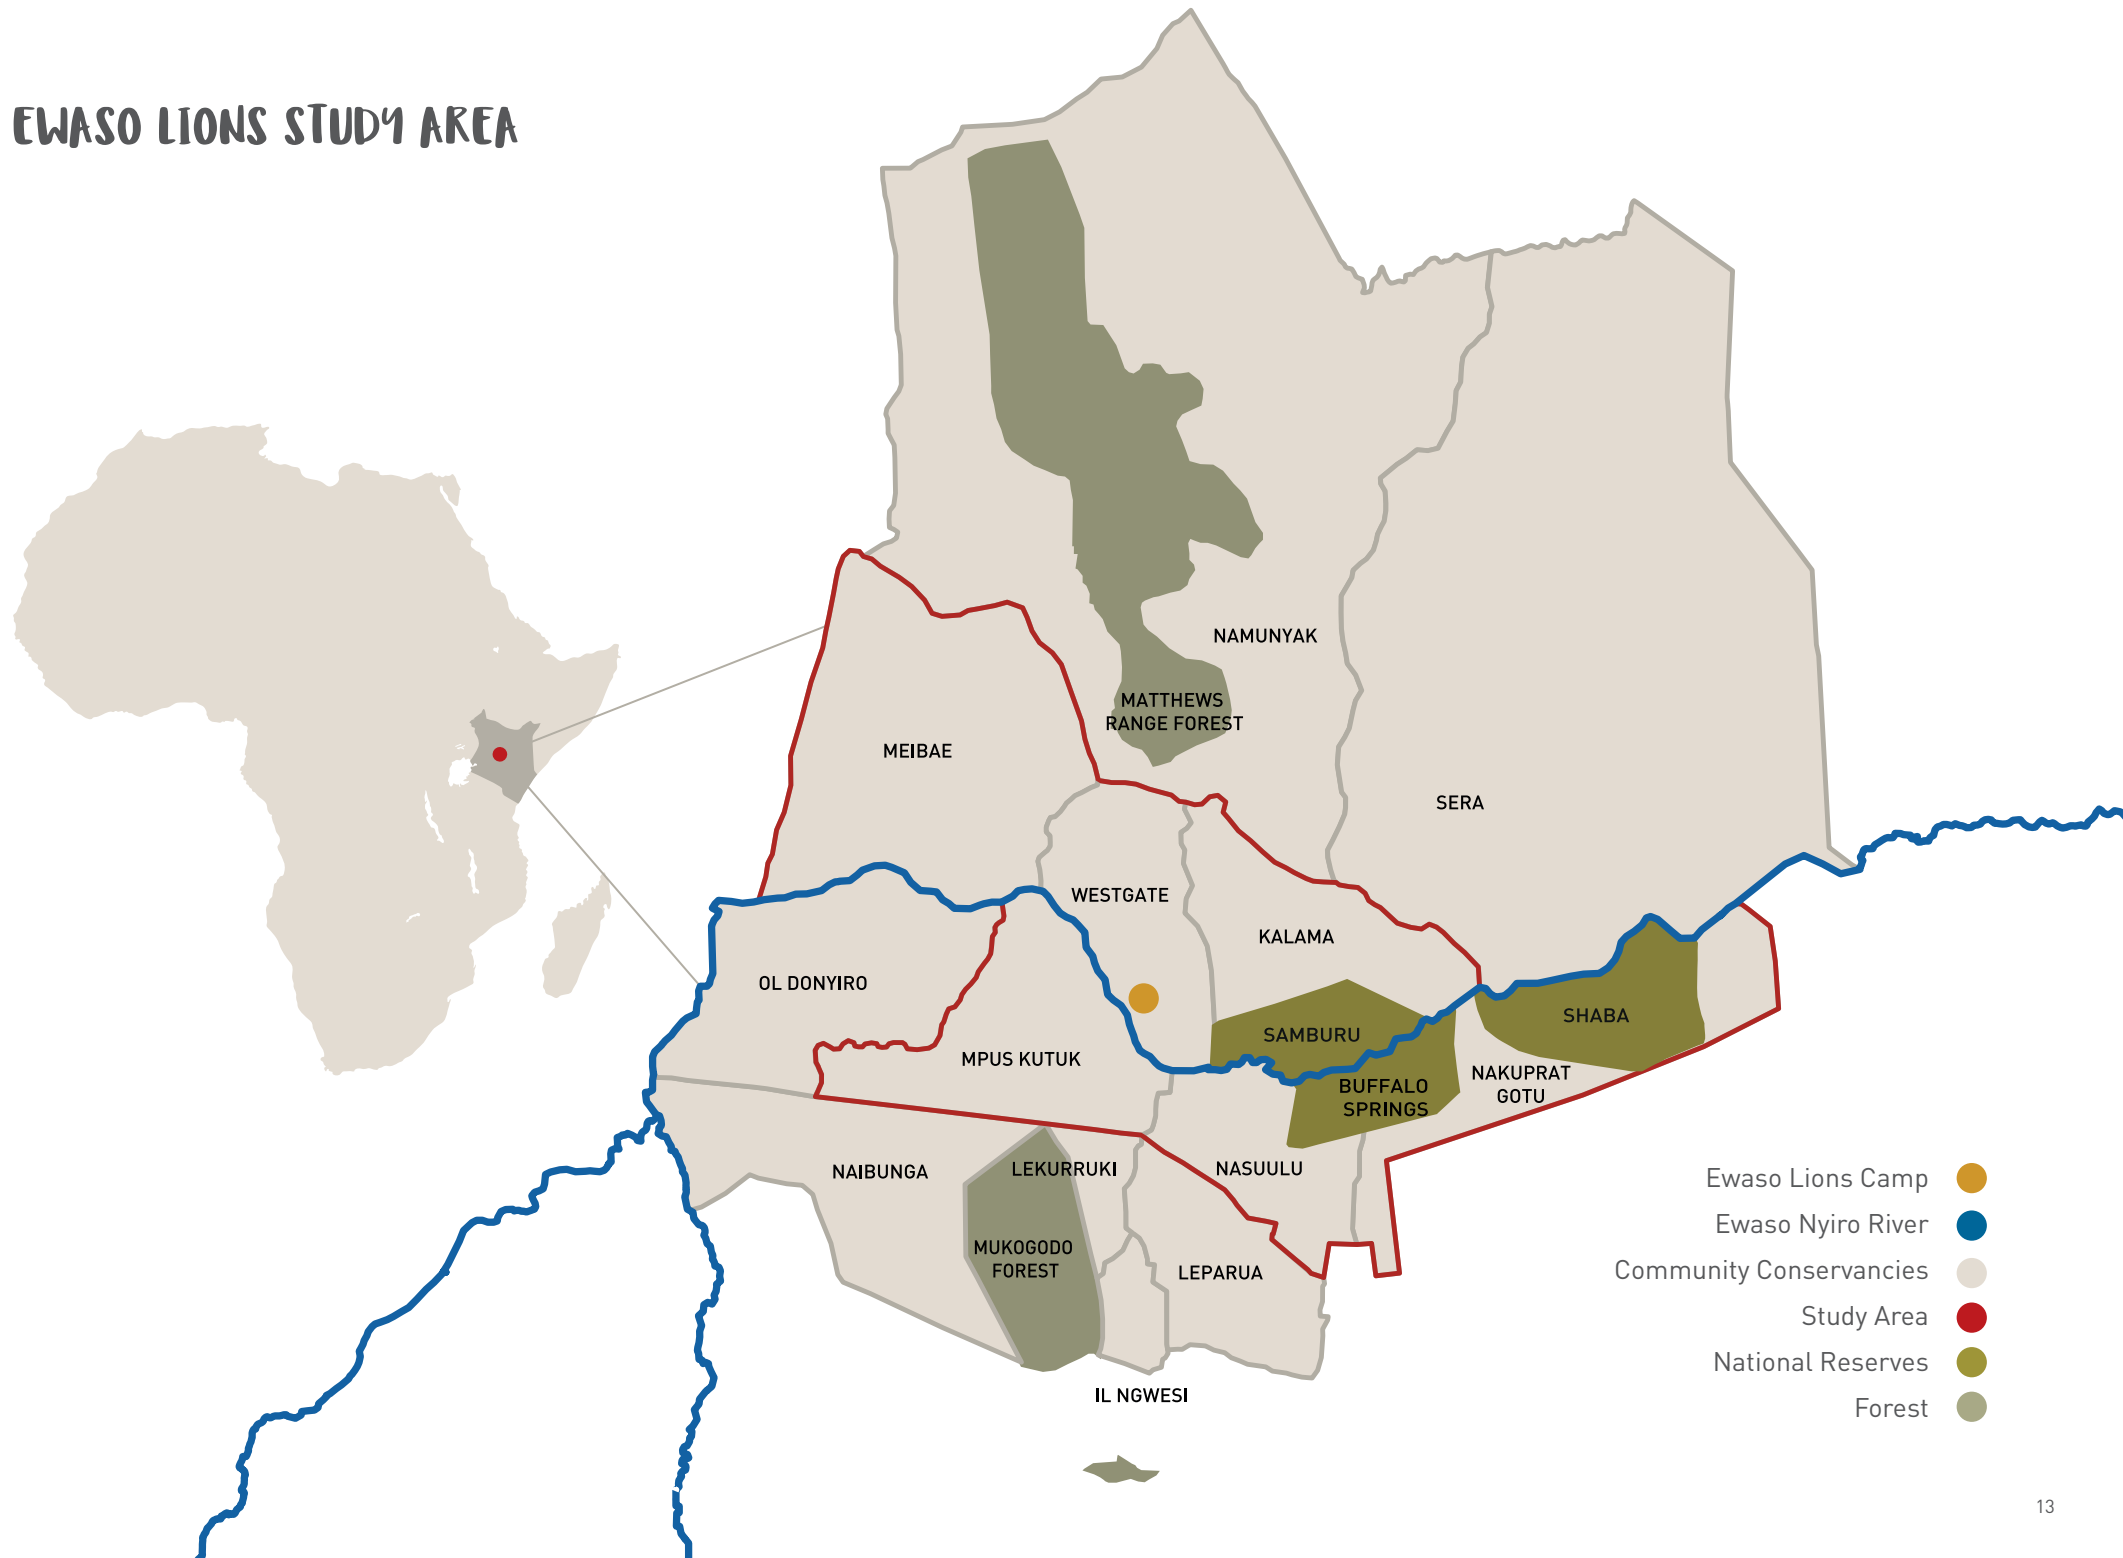 EWASO LIONS STUDY AREA
NAMUNYAK
MATTHEWS
RANGE FOREST
MEIBAE
SERA
WESTGATE
KALAMA
OL DONYIRO
SHABA
SAMBURU
MPUS KUTUK
NAKUPRAT
GOTU
BUFFALO
SPRINGS
NAIBUNGA
LEKURRUKI
NASUULU
MUKOGODO
FOREST
LEPARUA
IL NGWESI
Ewaso Lions Camp
Ewaso Nyiro River
Community Conservancies
Study Area
National Reserves
Forest
13